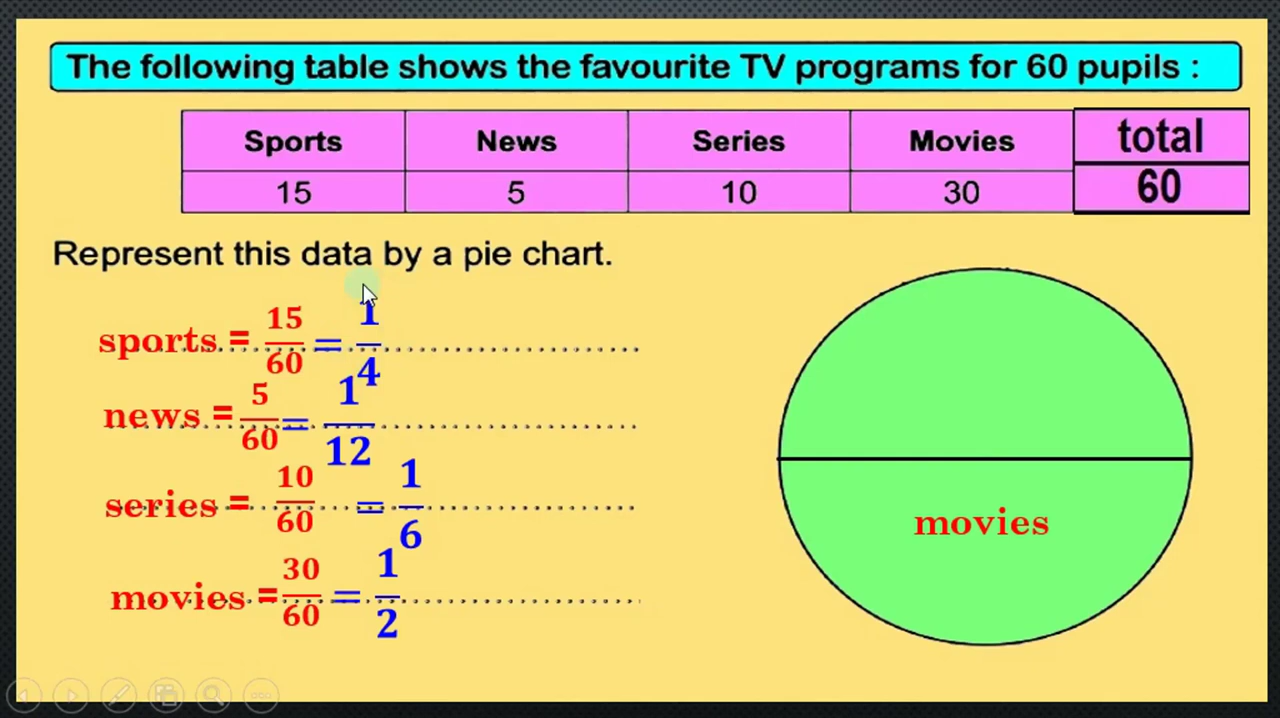 The following table shows the favourite TV programs for 60 pupils :
Sports News Series Movies total
15 5 10 30 60
Represent this data by a pie chart.
sports = 15/60 = 1/4
news = 5/60 = 1/12
series = 10/60 = 1/6
movies = 30/60 = 1/2
movies